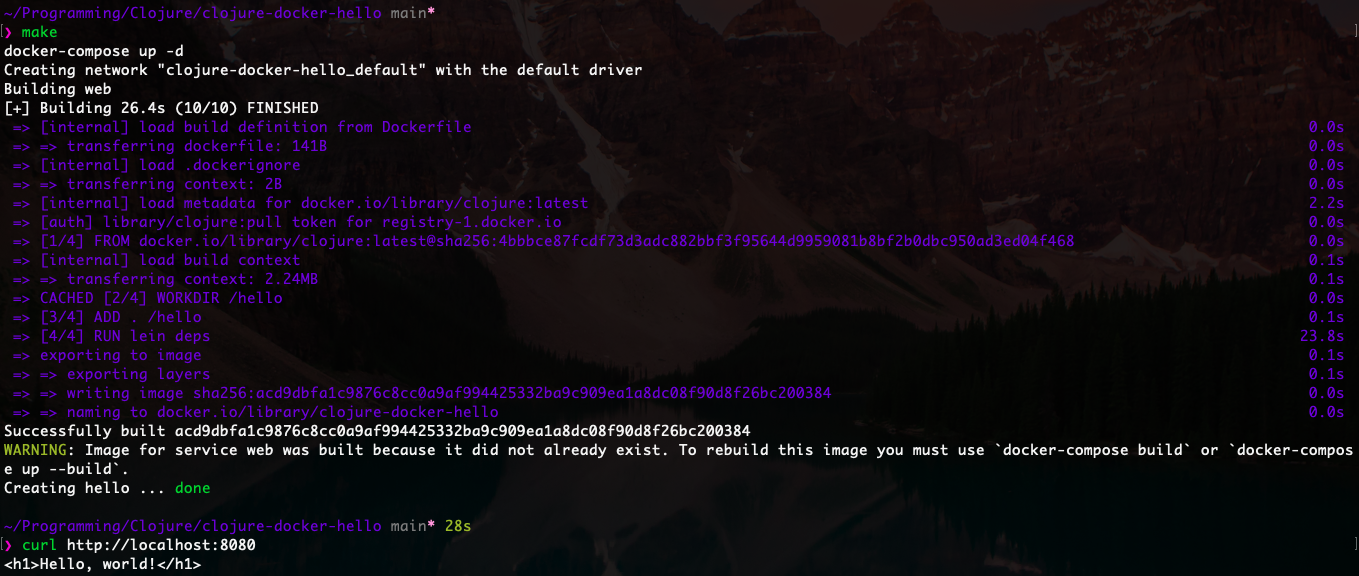 ~/Programming/Clojure/clojure-docker-hello main*
❯ make
docker-compose up -d
Creating network "clojure-docker-hello_default" with the default driver
Building web
[+] Building 26.4s (10/10) FINISHED
=> [internal] load build definition from Dockerfile 0.0s
=> => transferring dockerfile: 141B 0.0s
=> [internal] load .dockerignore 0.0s
=> => transferring context: 2B 0.0s
=> [internal] load metadata for docker.io/library/clojure:latest 2.2s
=> [auth] library/clojure:pull token for registry-1.docker.io 0.0s
=> [1/4] FROM docker.io/library/clojure:latest@sha256:4bbbce87fcdf73d3adc882bbf3f95644d9959081b8bf2b0dbc950ad3ed04f468 0.0s
=> [internal] load build context 0.1s
=> => transferring context: 2.24MB 0.1s
=> CACHED [2/4] WORKDIR /hello 0.0s
=> [3/4] ADD . /hello 0.1s
=> [4/4] RUN lein deps 23.8s
=> exporting to image 0.1s
=> => exporting layers 0.1s
=> => writing image sha256:acd9dbfa1c9876c8cc0a9af994425332ba9c909ea1a8dc08f90d8f26bc200384 0.0s
=> => naming to docker.io/library/clojure-docker-hello 0.0s
Successfully built acd9dbfa1c9876c8cc0a9af994425332ba9c909ea1a8dc08f90d8f26bc200384
WARNING: Image for service web was built because it did not already exist. To rebuild this image you must use `docker-compose build` or `docker-compos
e up --build`.
Creating hello ... done
~/Programming/Clojure/clojure-docker-hello main* 28s
❯ curl http://localhost:8080
<h1>Hello, world!</h1>